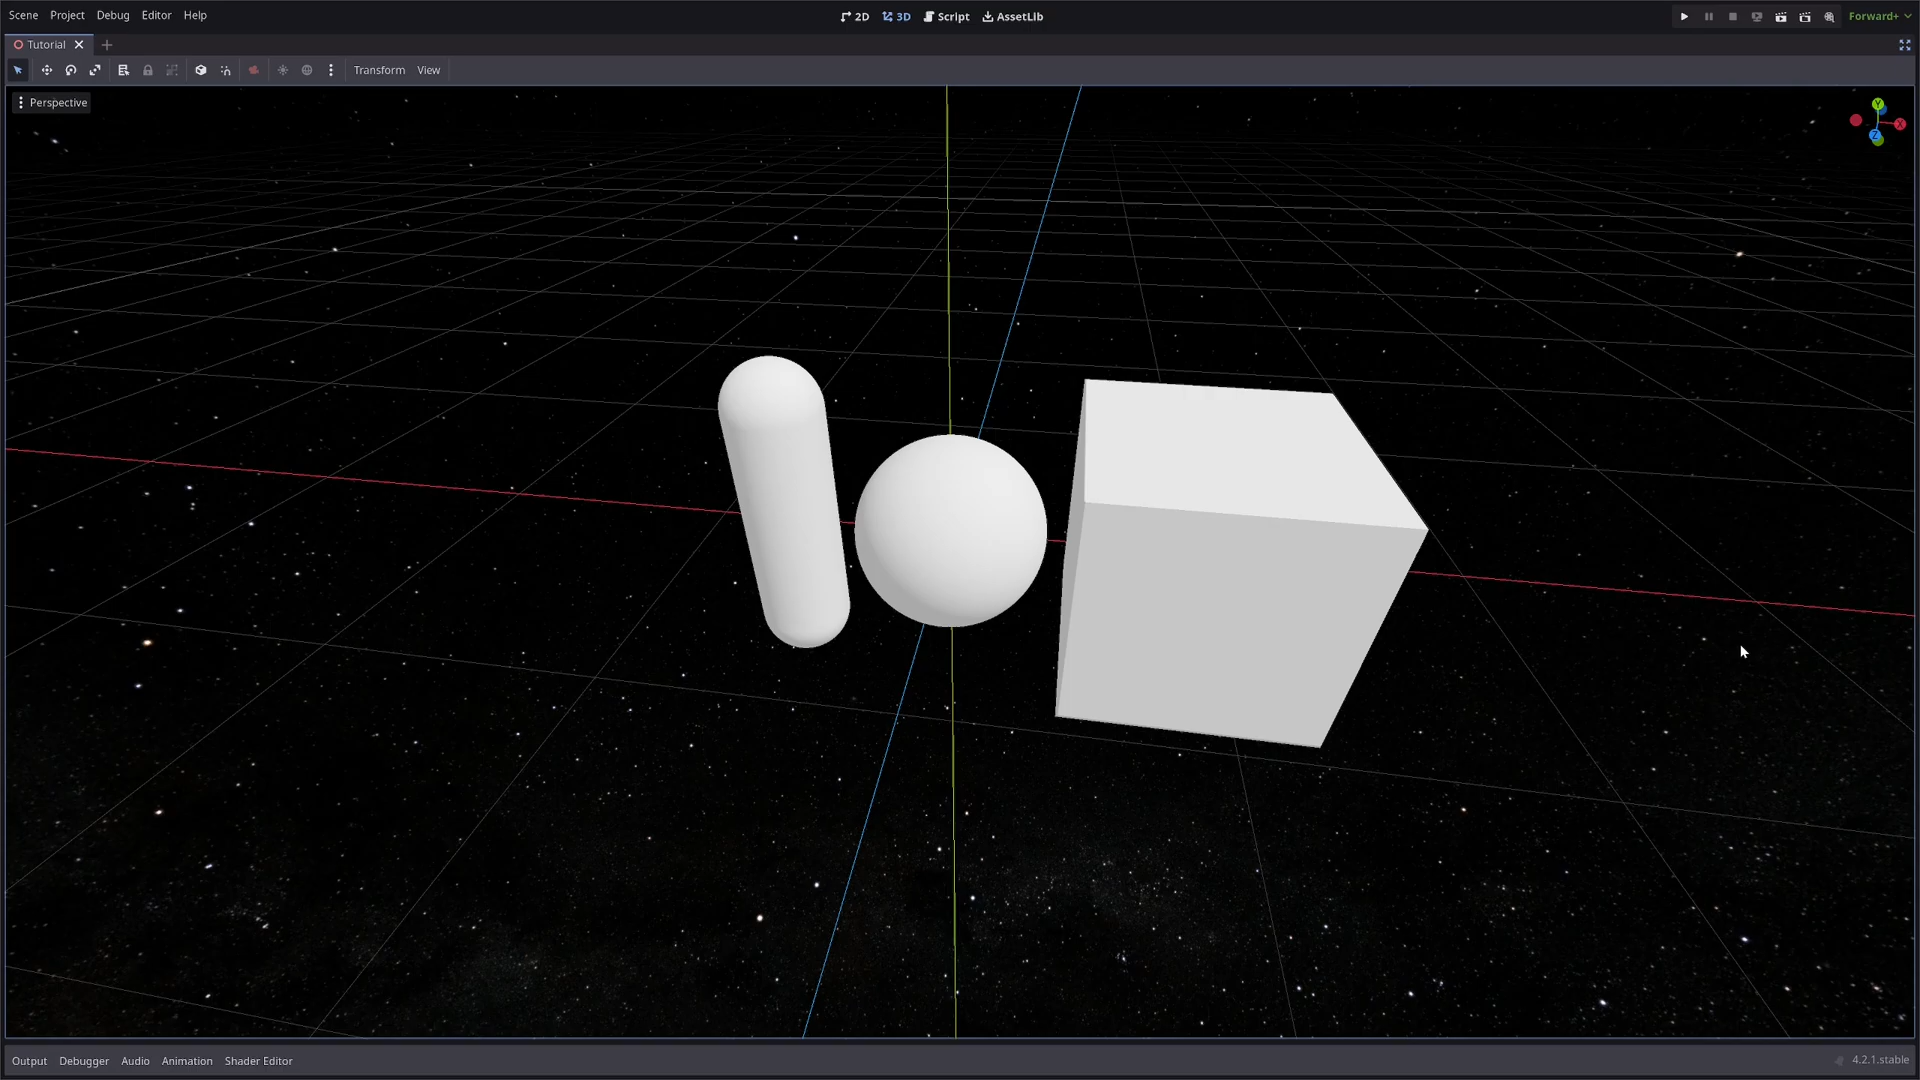 Scene Project Debug Editor Help 2D 3D Script AssetLib Forward+
Tutorial
Transform View
Perspective
Y
X
Z
Output Debugger Audio Animation Shader Editor 4.2.1.stable